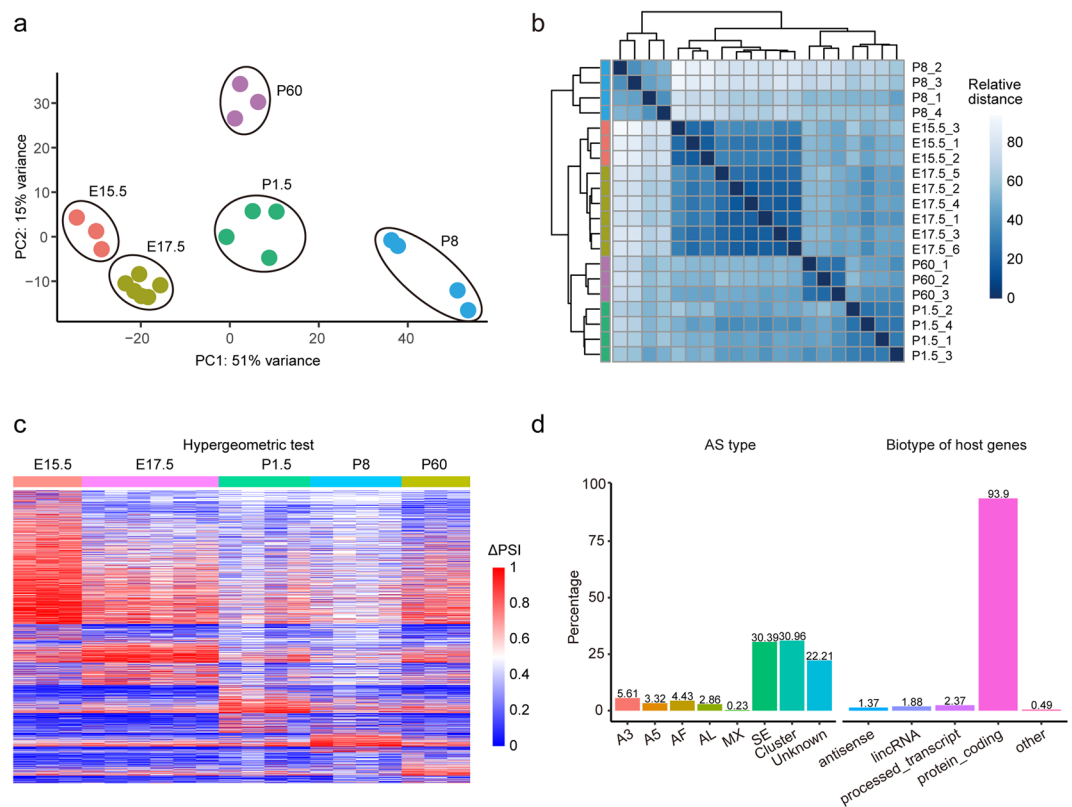 a
PC2: 15% variance
30
20
10
0
−10
P60
E15.5
P1.5
E17.5
P8
−20
0
20
40
PC1: 51% variance
b
P8_2
P8_3
P8_1
P8_4
E15.5_3
E15.5_1
E15.5_2
E17.5_5
E17.5_2
E17.5_4
E17.5_1
E17.5_3
E17.5_6
P60_1
P60_2
P60_3
P1.5_2
P1.5_4
P1.5_1
P1.5_3
Relative
distance
80
60
40
20
0
c
Hypergeometric test
E15.5 E17.5 P1.5 P8 P60
ΔPSI
1
0.8
0.6
0.4
0.2
0
d
AS type
Biotype of host genes
Percentage
100
75
50
25
0
5.61
3.32
4.43
2.86
0.23
30.39
30.96
22.21
1.37
1.88
2.37
93.9
0.49
A3
A5
AF
AL
MX
SE
Cluster
Unknown
antisense
lincRNA
processed_transcript
protein_coding
other